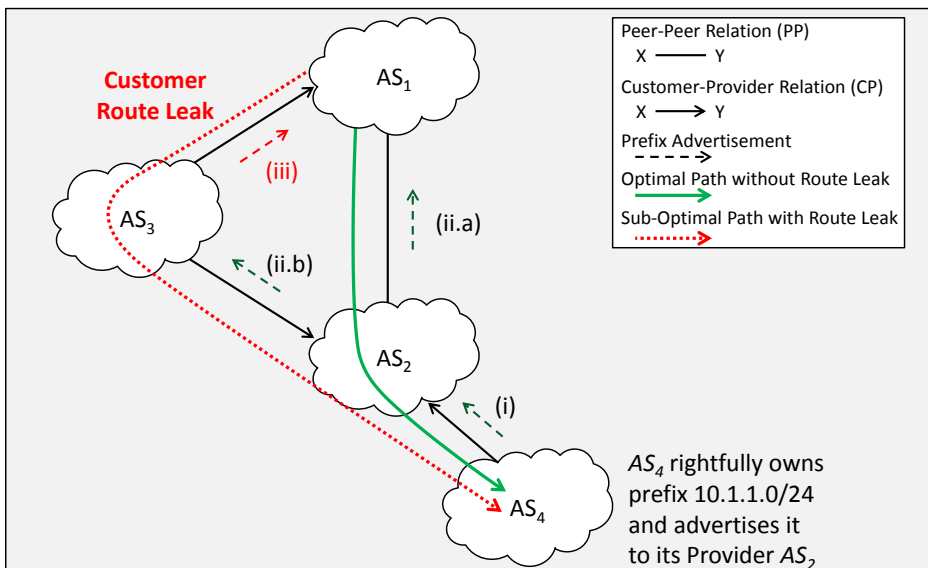 Customer
Route Leak
AS₁
(iii)
AS₃
(ii.a)
(ii.b)
AS₂
(i)
AS₄
Peer-Peer Relation (PP)
X Y
Customer-Provider Relation (CP)
X Y
Prefix Advertisement
Optimal Path without Route Leak
Sub-Optimal Path with Route Leak
AS₄ rightfully owns
prefix 10.1.1.0/24
and advertises it
to its Provider AS₂